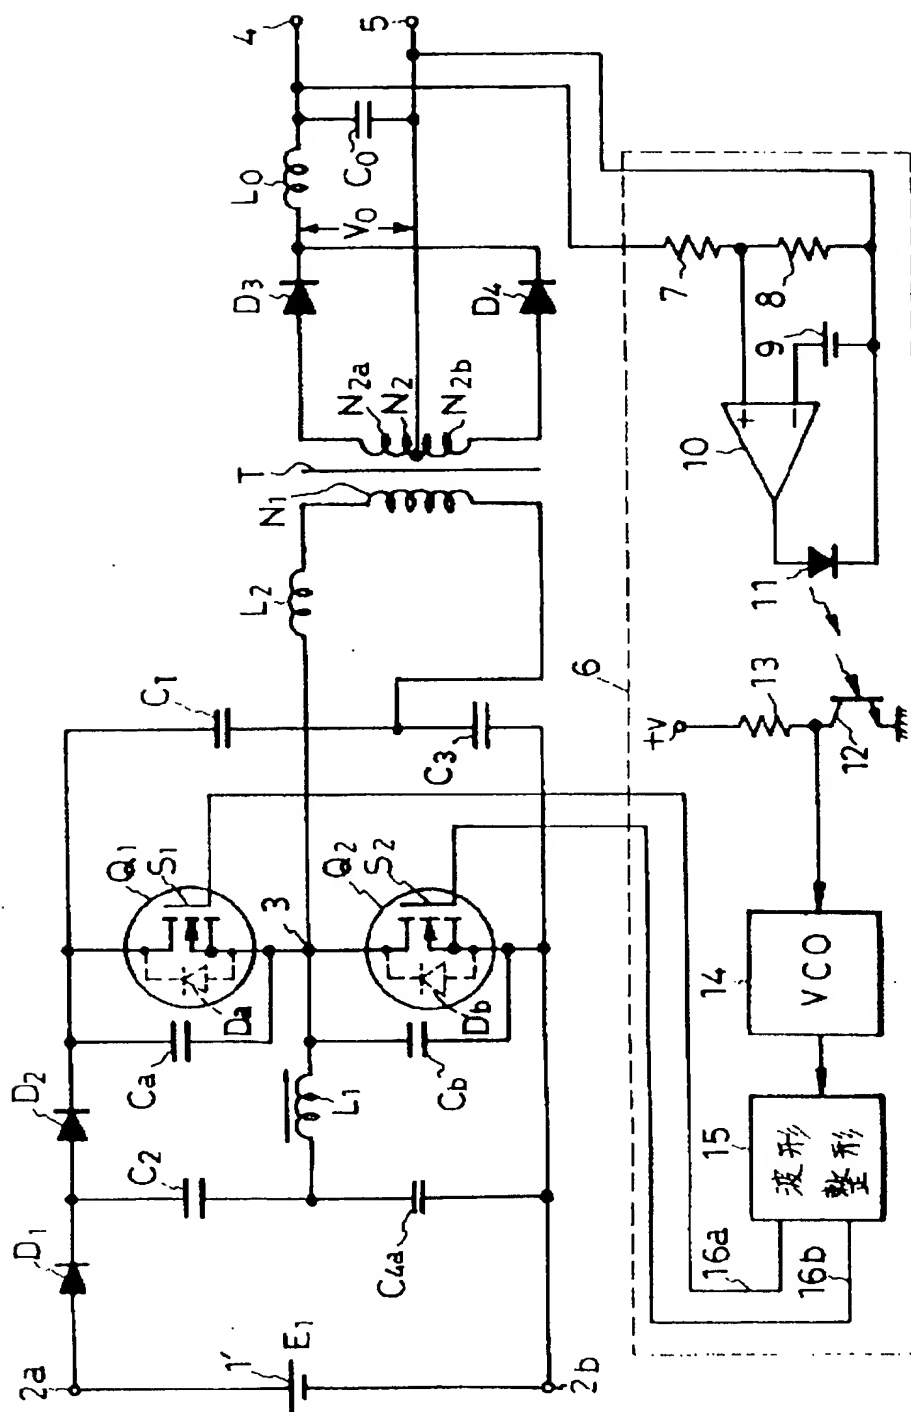 2a
1'
E1
2b
D1
D2
C2
C4a
L1
Ca
Cb
Da
Db
Q1
S1
3
Q2
S2
C1
C3
L2
N1
T
N2a
N2
N2b
D3
D4
L0
V0
C0
4
5
6
7
8
9
10
11
12
13
+V
14
VCO
15
波形
整形
16a
16b